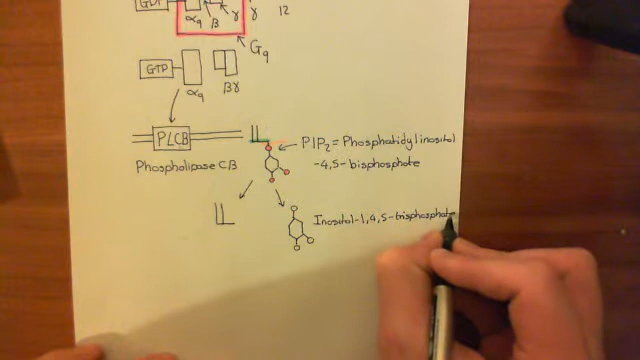 GDP
αq β γ γ 12
Gq
GTP
αq βγ
PLCβ
Phospholipase Cβ
PIP2 = Phosphatidylinositol
-4,5-bisphosphate
Inositol-1,4,5-trisphosphate